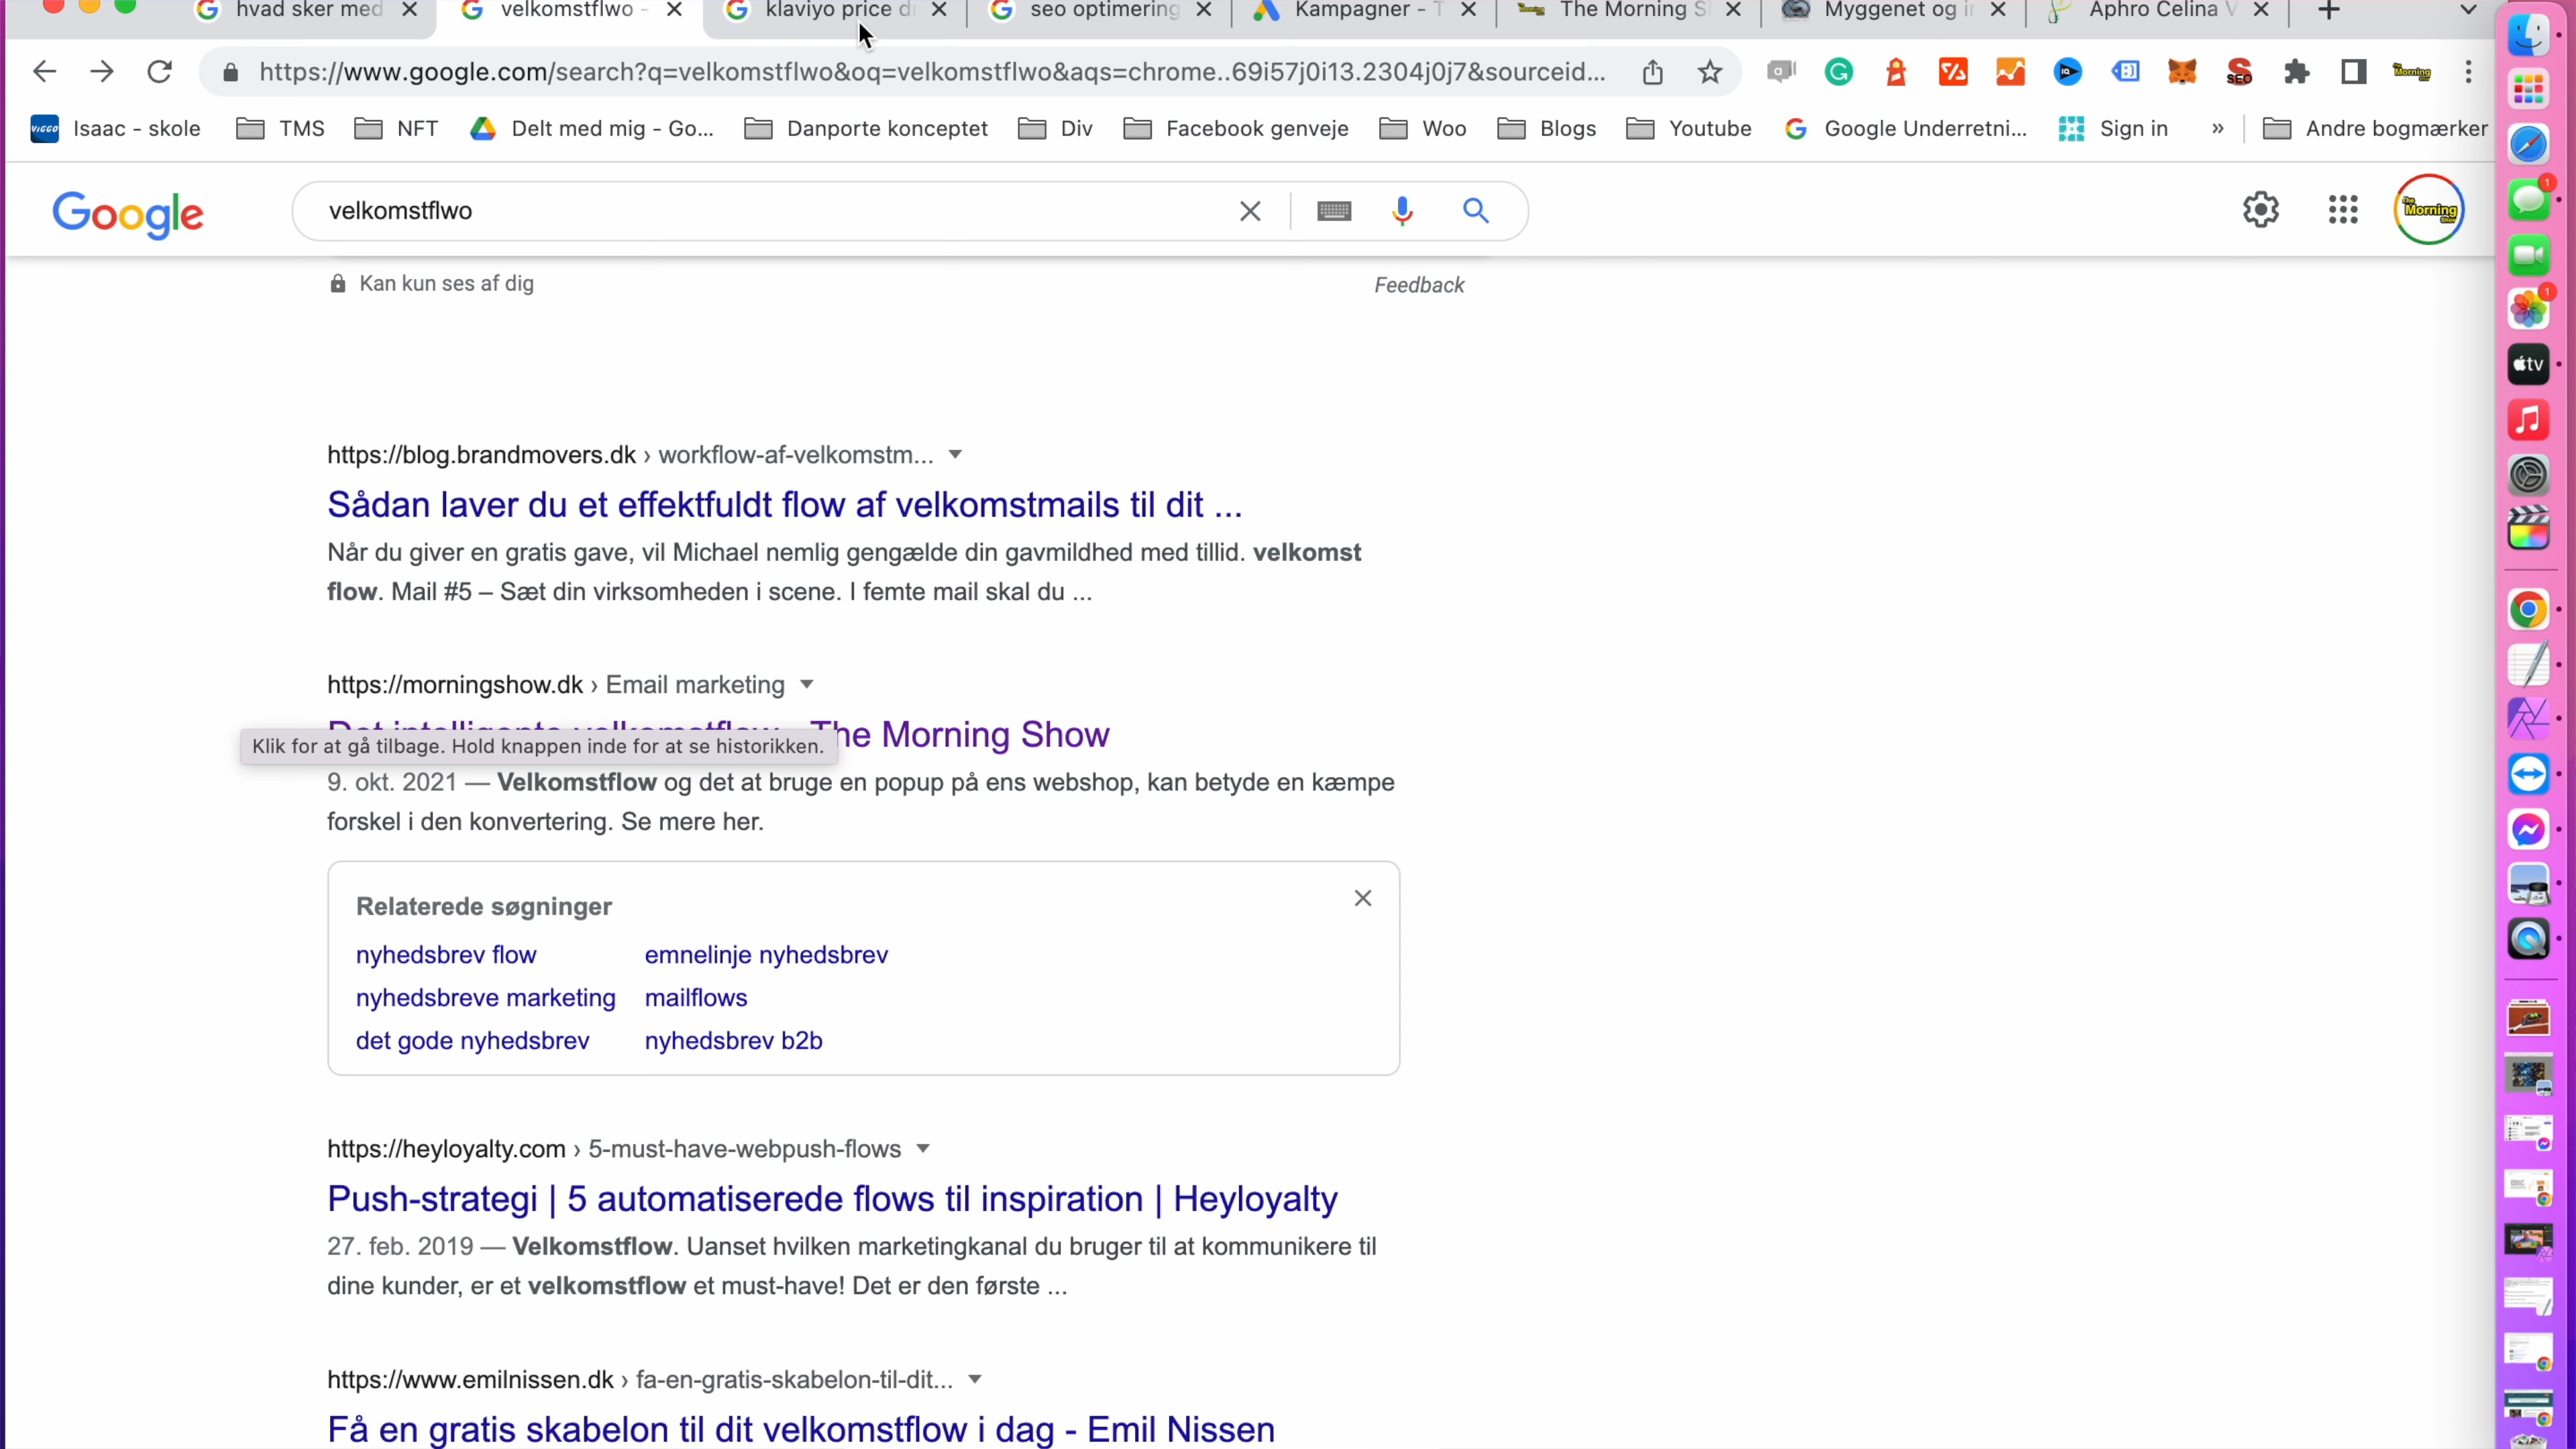 hvad sker med
velkomstflwo -
klaviyo price d
seo optimering
Kampagner - T
The Morning S
Myggenet og i
Aphro Celina V
https://www.google.com/search?q=velkomstflwo&oq=velkomstflwo&aqs=chrome..69i57j0i13.2304j0j7&sourceid...
Morning
Isaac - skole
TMS
NFT
Delt med mig - Go...
Danporte konceptet
Div
Facebook genveje
Woo
Blogs
Youtube
Google Underretni...
Sign in
»
Andre bogmærker
Google
velkomstflwo
The Morning Show
Kan kun ses af dig
Feedback
https://blog.brandmovers.dk › workflow-af-velkomstm...
Sådan laver du et effektfuldt flow af velkomstmails til dit ...
Når du giver en gratis gave, vil Michael nemlig gengælde din gavmildhed med tillid. velkomst
flow. Mail #5 – Sæt din virksomheden i scene. I femte mail skal du ...
https://morningshow.dk › Email marketing
Det intelligente velkomstflow - The Morning Show
Klik for at gå tilbage. Hold knappen inde for at se historikken.
9. okt. 2021 — Velkomstflow og det at bruge en popup på ens webshop, kan betyde en kæmpe
forskel i den konvertering. Se mere her.
Relaterede søgninger
nyhedsbrev flow
emnelinje nyhedsbrev
nyhedsbreve marketing
mailflows
det gode nyhedsbrev
nyhedsbrev b2b
https://heyloyalty.com › 5-must-have-webpush-flows
Push-strategi | 5 automatiserede flows til inspiration | Heyloyalty
27. feb. 2019 — Velkomstflow. Uanset hvilken marketingkanal du bruger til at kommunikere til
dine kunder, er et velkomstflow et must-have! Det er den første ...
https://www.emilnissen.dk › fa-en-gratis-skabelon-til-dit...
Få en gratis skabelon til dit velkomstflow i dag - Emil Nissen
1
1
tv